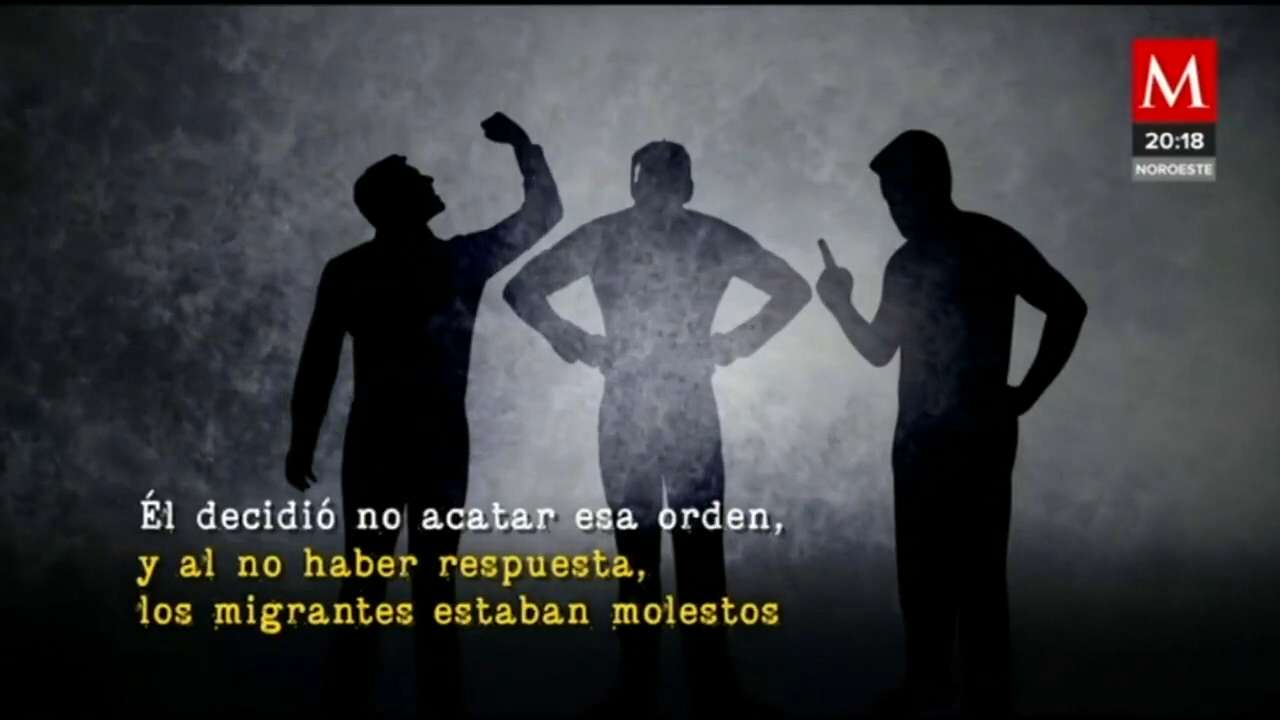 M
20:18
NOROESTE
Él decidió no acatar esa orden,
y al no haber respuesta,
los migrantes estaban molestos